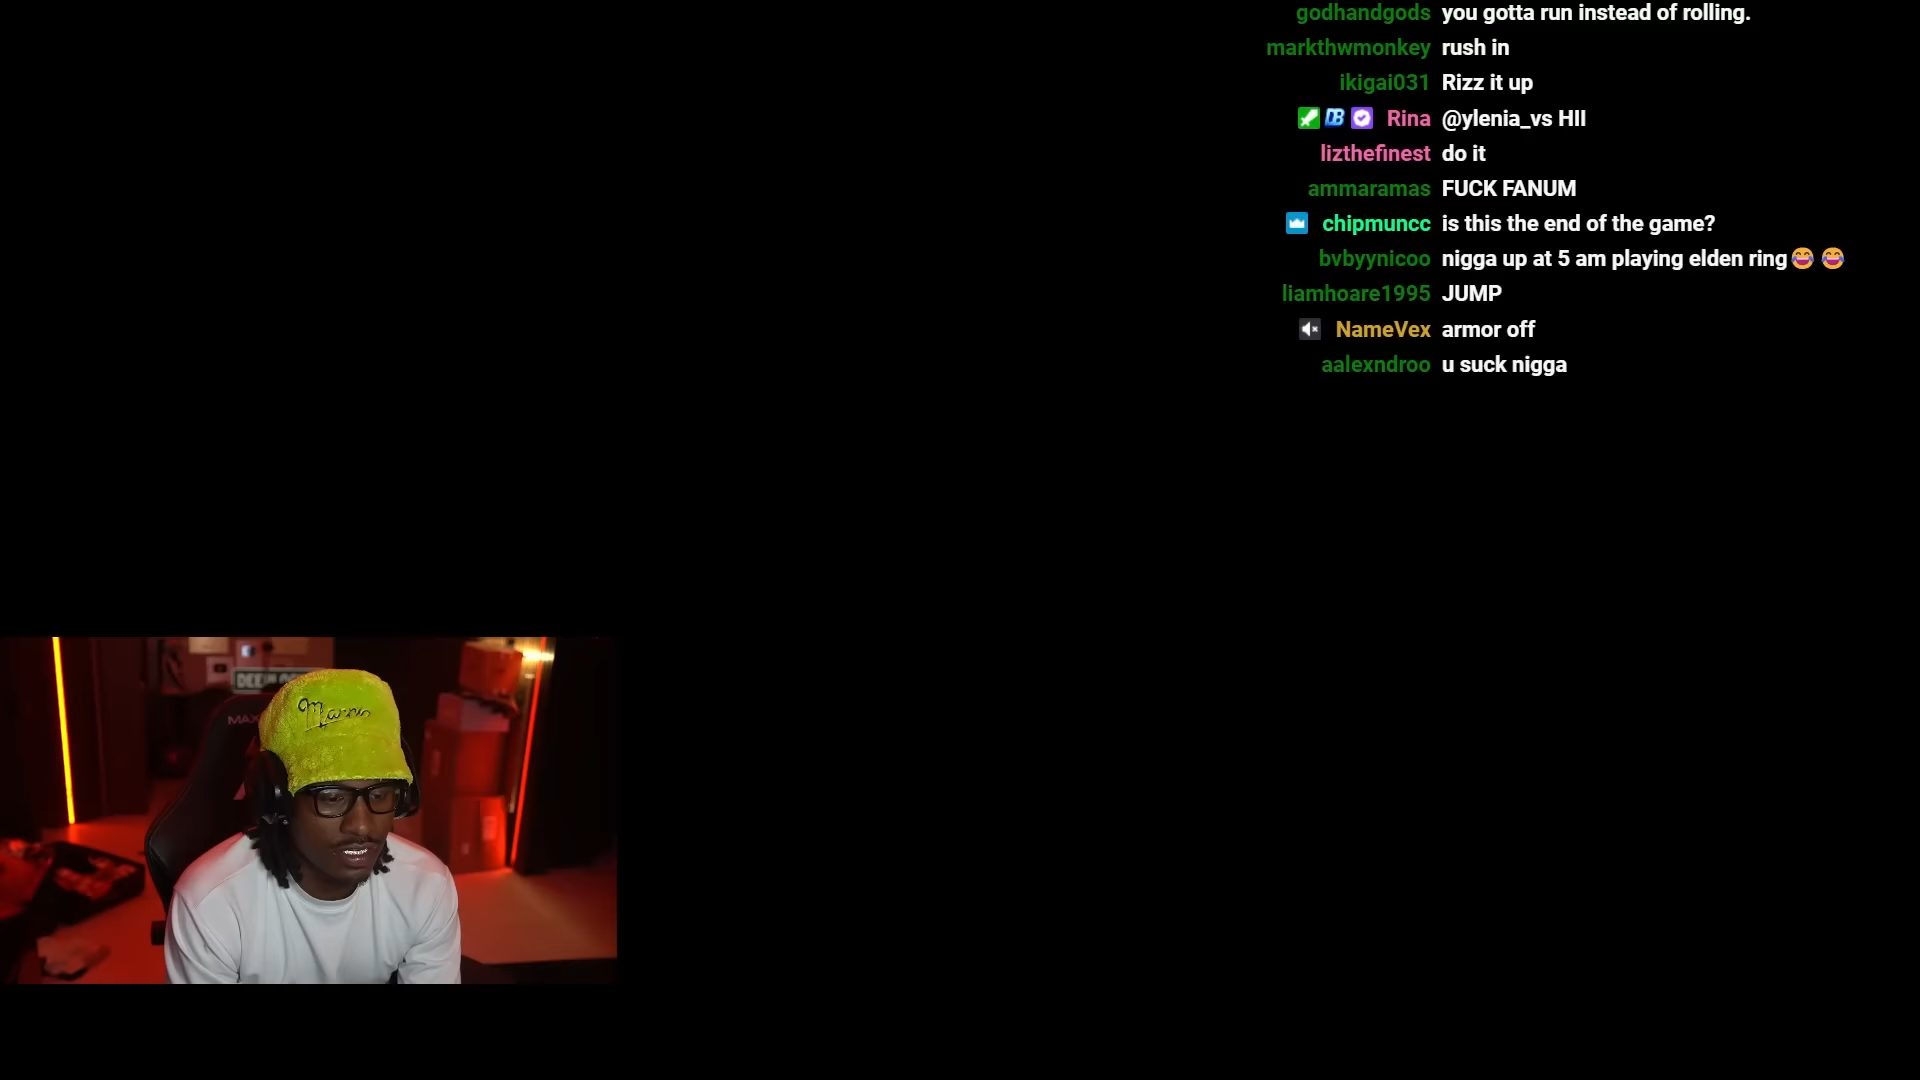 godhandgods you gotta run instead of rolling.
markthwmonkey rush in
ikigai031 Rizz it up
DB Rina @ylenia_vs HII
lizthefinest do it
ammaramas FUCK FANUM
chipmuncc is this the end of the game?
bvbyynicoo nigga up at 5 am playing elden ring😂 😂
liamhoare1995 JUMP
NameVex armor off
aalexndroo u suck nigga
MAX